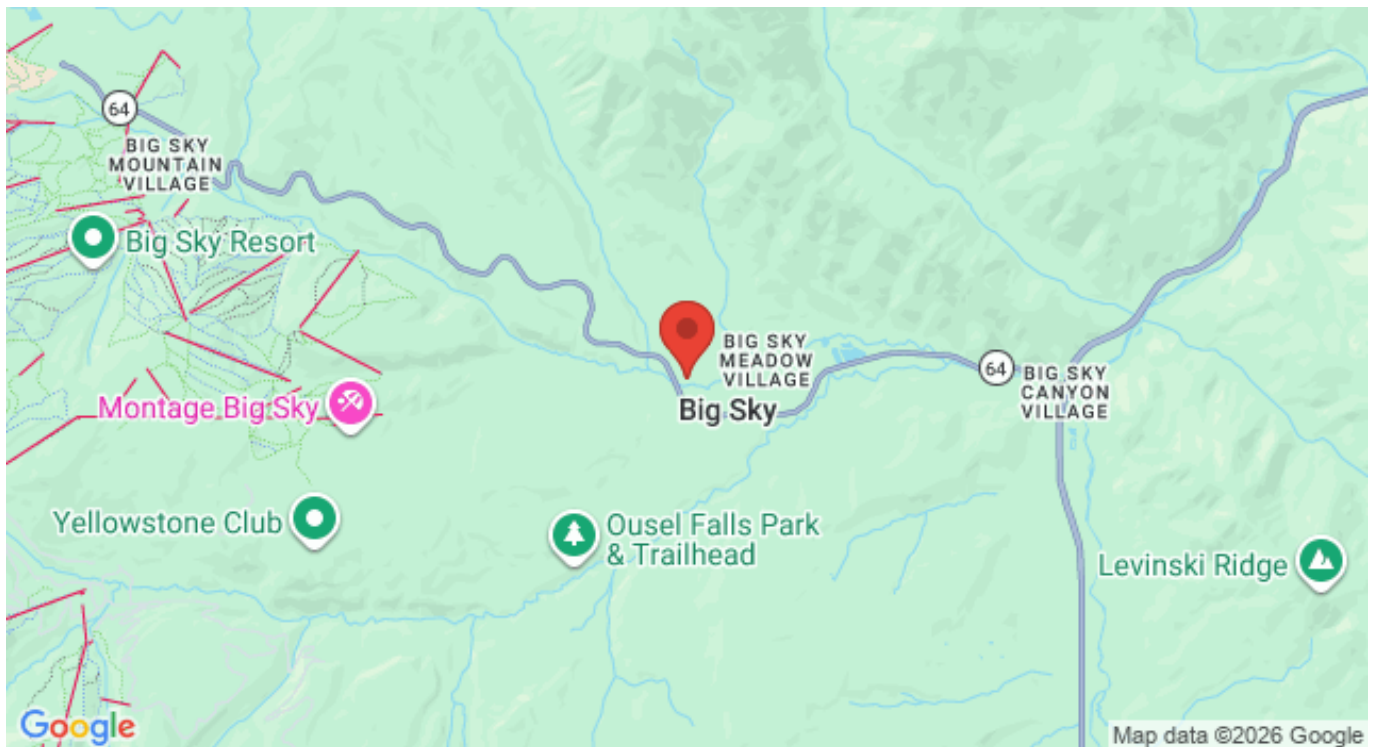 64
BIG SKY
MOUNTAIN
VILLAGE
Big Sky Resort
BIG SKY
MEADOW
VILLAGE
64
BIG SKY
CANYON
VILLAGE
Montage Big Sky
Big Sky
Yellowstone Club
Ousel Falls Park
& Trailhead
Levinski Ridge
Google
Map data ©2026 Google